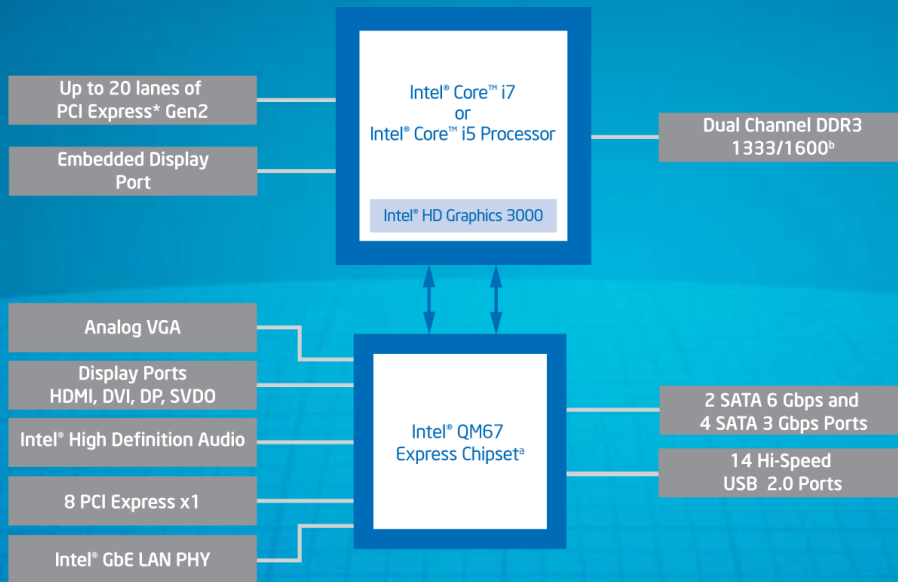 Up to 20 lanes of
PCI Express* Gen2
Embedded Display
Port
Intel® Core™ i7
or
Intel® Core™ i5 Processor
Intel® HD Graphics 3000
Dual Channel DDR3
1333/1600ᵇ
Analog VGA
Display Ports
HDMI, DVI, DP, SVDO
Intel® High Definition Audio
8 PCI Express x1
Intel® GbE LAN PHY
Intel® QM67
Express Chipsetᵃ
2 SATA 6 Gbps and
4 SATA 3 Gbps Ports
14 Hi-Speed
USB 2.0 Ports